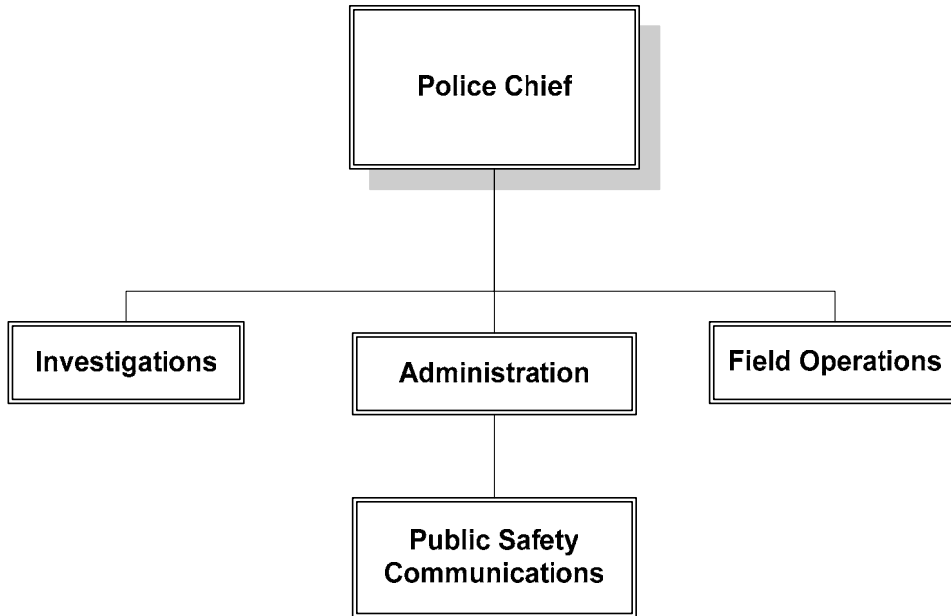 Police Chief
Investigations
Administration
Field Operations
Public Safety
Communications